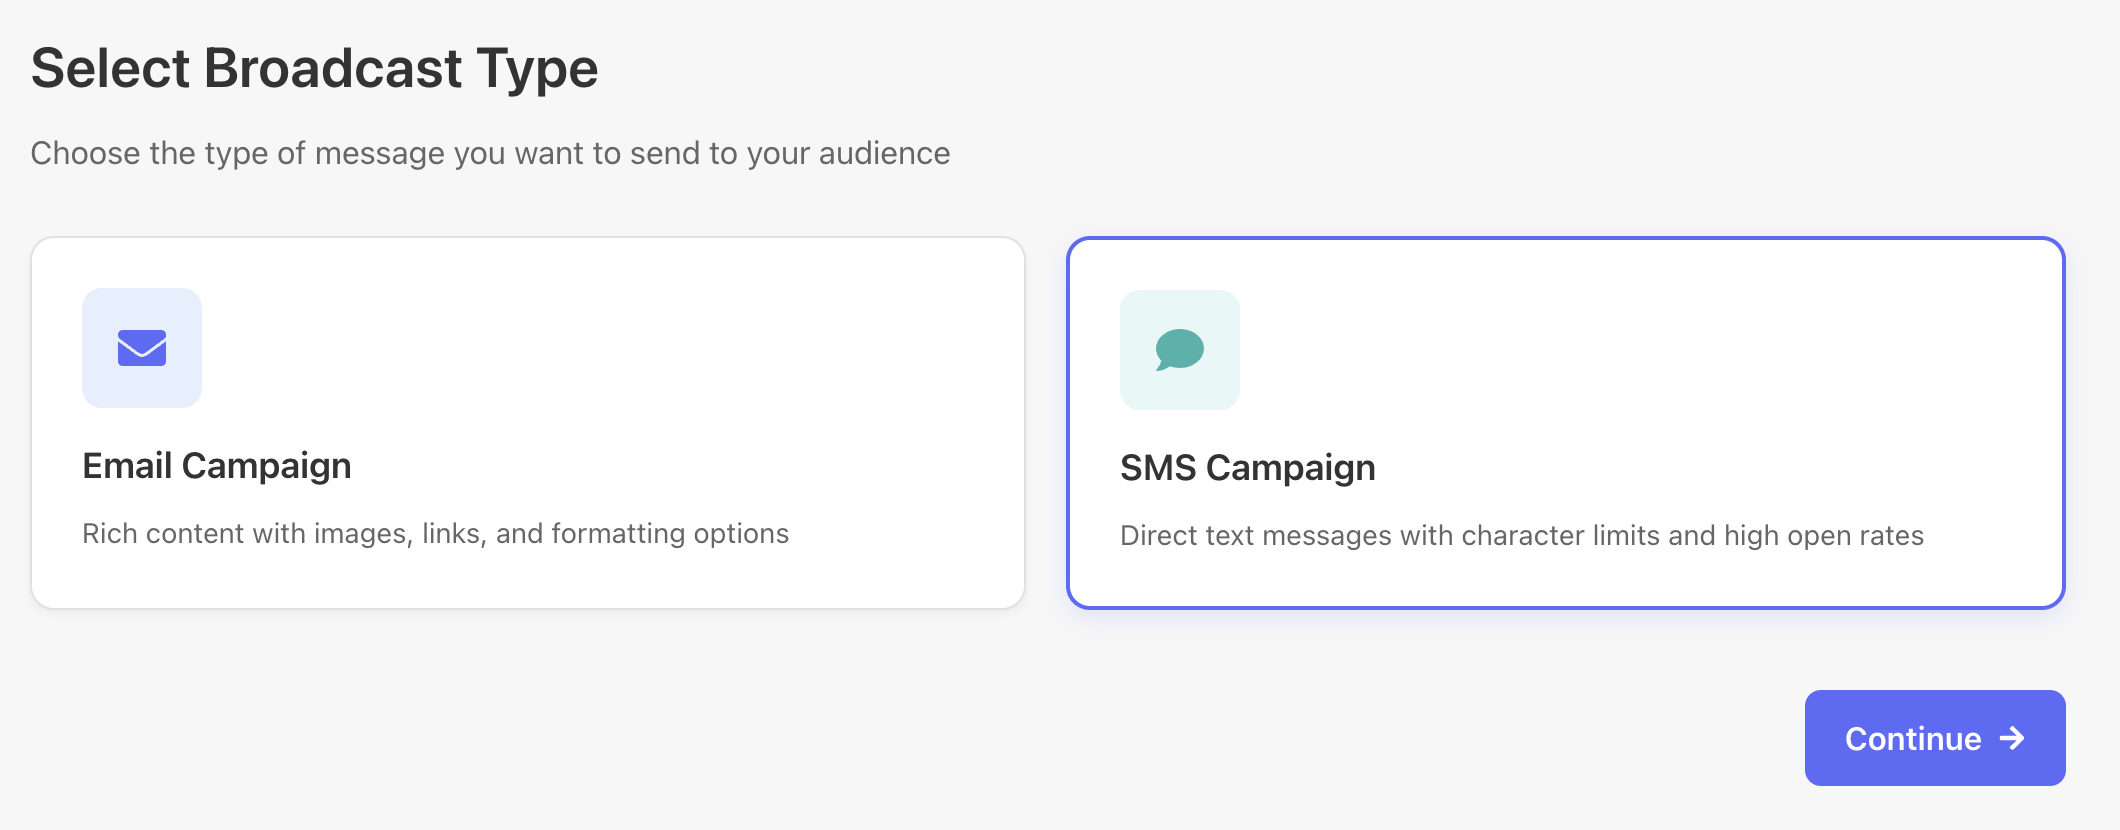 Select Broadcast Type
Choose the type of message you want to send to your audience
Email Campaign
Rich content with images, links, and formatting options
SMS Campaign
Direct text messages with character limits and high open rates
Continue →